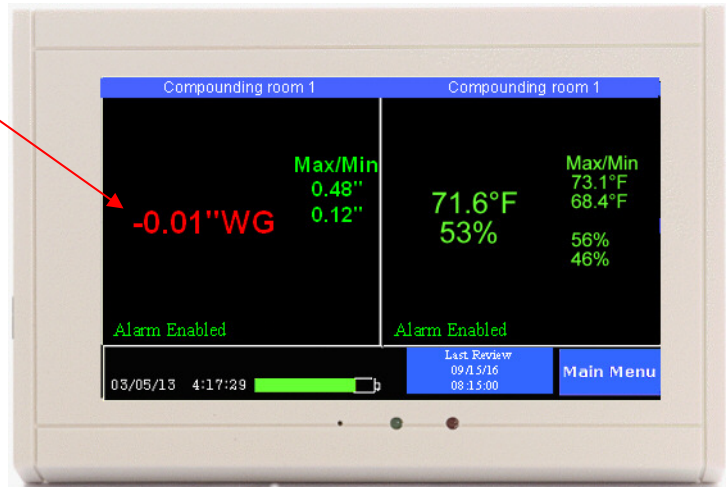 Compounding room 1
Max/Min
0.48"
0.12"
-0.01"WG
Alarm Enabled
Compounding room 1
Max/Min
73.1°F
68.4°F
71.6°F
53%
56%
46%
Alarm Enabled
03/05/13 4:17:29
Last Review
09/15/16
08:15:00
Main Menu